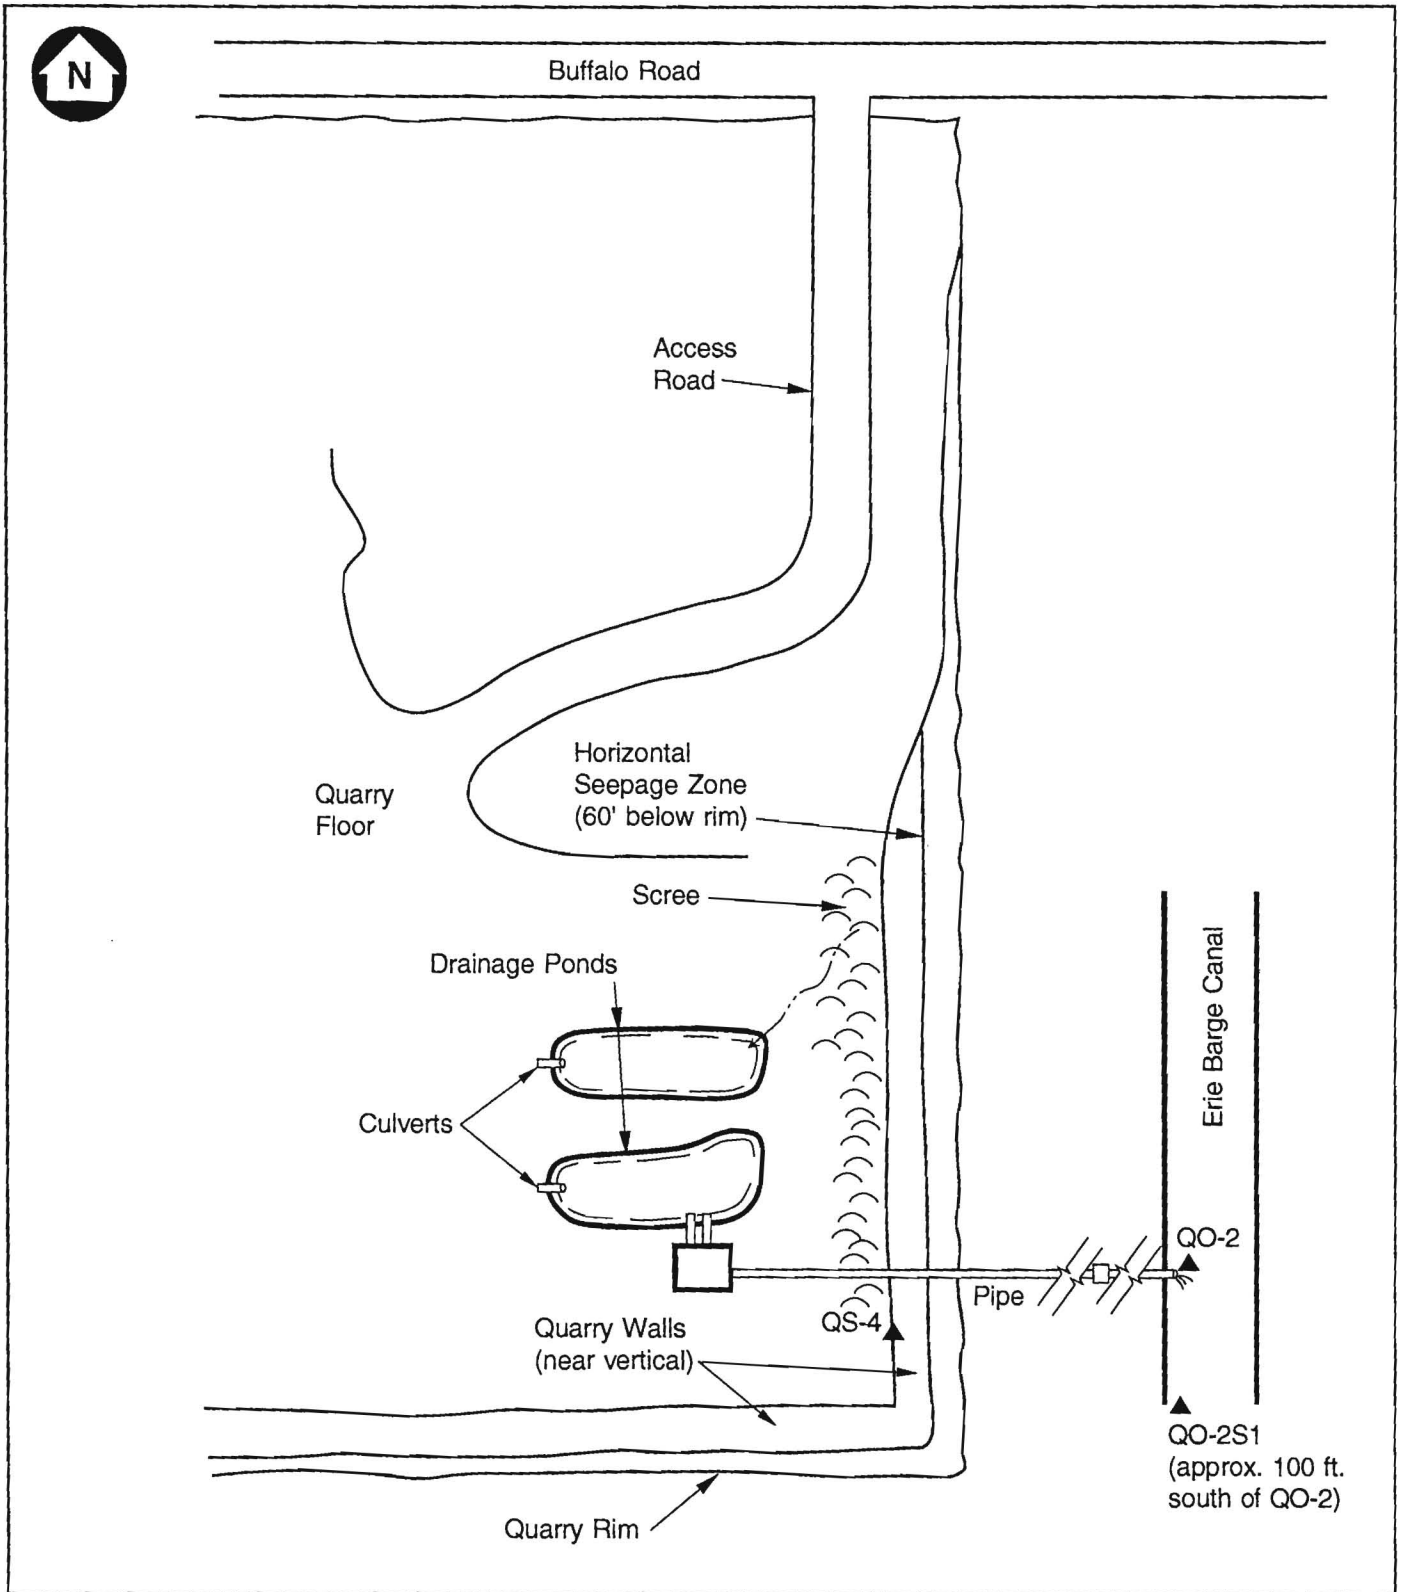 N
Buffalo Road
Access
Road
Horizontal
Seepage Zone
(60' below rim)
Quarry
Floor
Scree
Drainage Ponds
Erie Barge Canal
Culverts
QO-2
Pipe
QS-4
Quarry Walls
(near vertical)
QO-2S1
(approx. 100 ft.
south of QO-2)
Quarry Rim